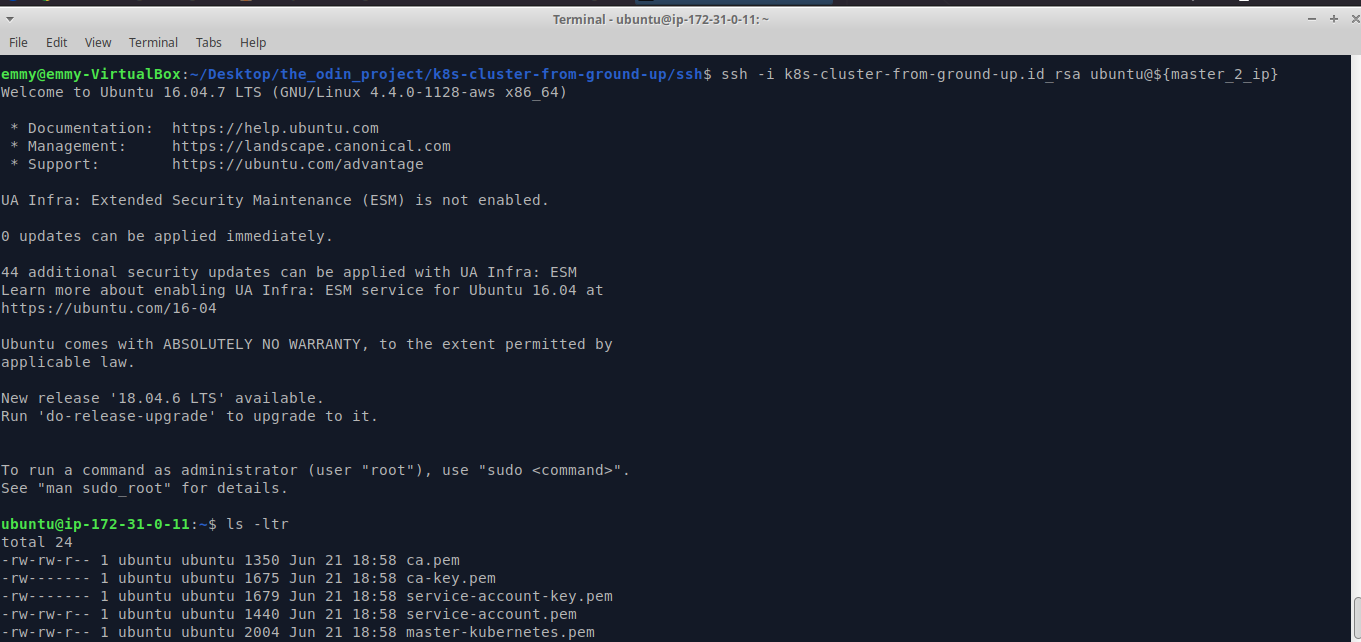 Terminal - ubuntu@ip-172-31-0-11: ~
File Edit View Terminal Tabs Help
emmy@emmy-VirtualBox:~/Desktop/the_odin_project/k8s-cluster-from-ground-up/ssh$ ssh -i k8s-cluster-from-ground-up.id_rsa ubuntu@${master_2_ip}
Welcome to Ubuntu 16.04.7 LTS (GNU/Linux 4.4.0-1128-aws x86_64)
* Documentation: https://help.ubuntu.com
* Management: https://landscape.canonical.com
* Support: https://ubuntu.com/advantage
UA Infra: Extended Security Maintenance (ESM) is not enabled.
0 updates can be applied immediately.
44 additional security updates can be applied with UA Infra: ESM
Learn more about enabling UA Infra: ESM service for Ubuntu 16.04 at
https://ubuntu.com/16-04
Ubuntu comes with ABSOLUTELY NO WARRANTY, to the extent permitted by
applicable law.
New release '18.04.6 LTS' available.
Run 'do-release-upgrade' to upgrade to it.
To run a command as administrator (user "root"), use "sudo <command>".
See "man sudo_root" for details.
ubuntu@ip-172-31-0-11:~$ ls -ltr
total 24
-rw-rw-r-- 1 ubuntu ubuntu 1350 Jun 21 18:58 ca.pem
-rw------- 1 ubuntu ubuntu 1675 Jun 21 18:58 ca-key.pem
-rw------- 1 ubuntu ubuntu 1679 Jun 21 18:58 service-account-key.pem
-rw-rw-r-- 1 ubuntu ubuntu 1440 Jun 21 18:58 service-account.pem
-rw-rw-r-- 1 ubuntu ubuntu 2004 Jun 21 18:58 master-kubernetes.pem